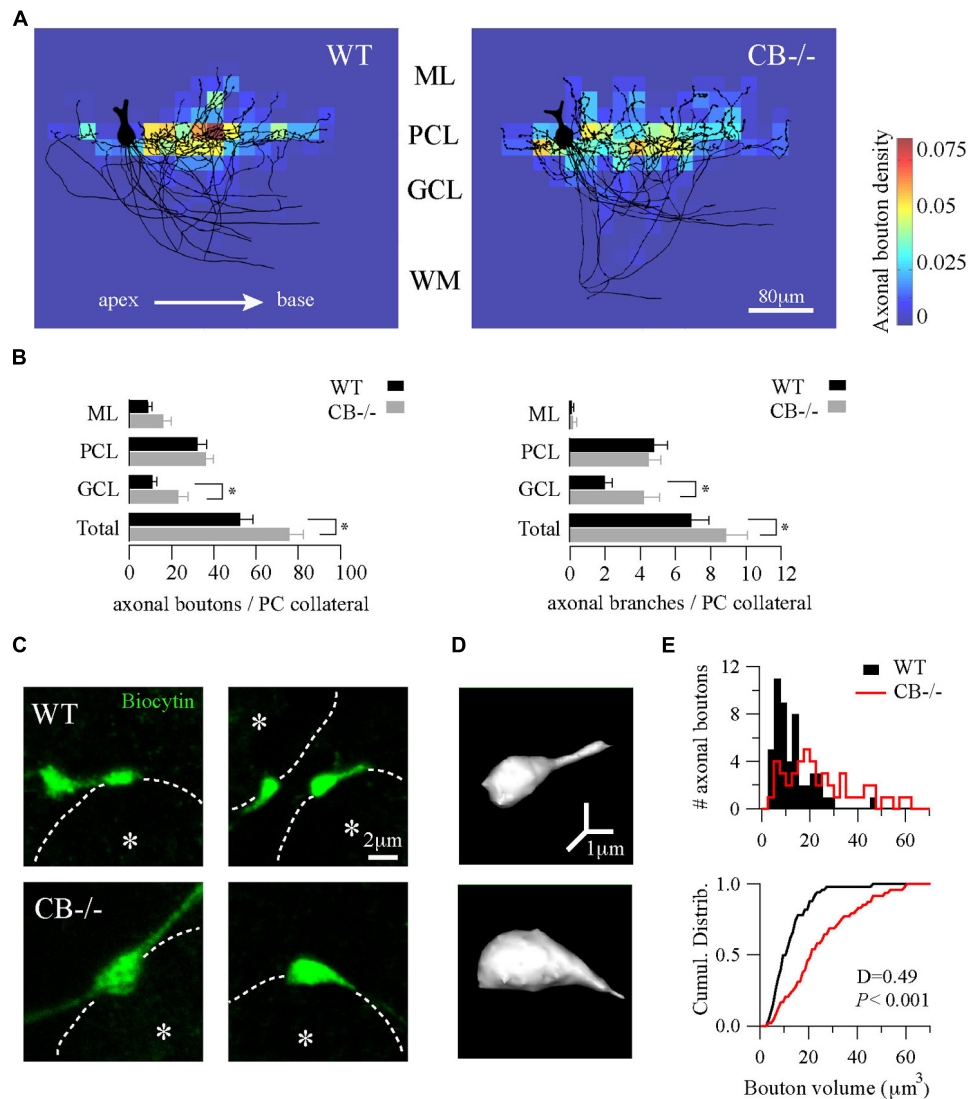 A
WT
CB-/-
ML
PCL
GCL
WM
apex
base
80μm
0.075
0.05
0.025
0
Axonal bouton density
B
WT
CB-/-
ML
PCL
GCL
Total
*
*
0 20 40 60 80 100
axonal boutons / PC collateral
WT
CB-/-
ML
PCL
GCL
Total
*
*
0 2 4 6 8 10 12
axonal branches / PC collateral
C
WT
Biocytin
*
*
*
2μm
CB-/-
*
*
D
1μm
E
WT
CB-/-
12
8
4
0
# axonal boutons
0 20 40 60
1.0
0.5
0.0
Cumul. Distrib.
D=0.49
P< 0.001
0 20 40 60
Bouton volume (μm³)